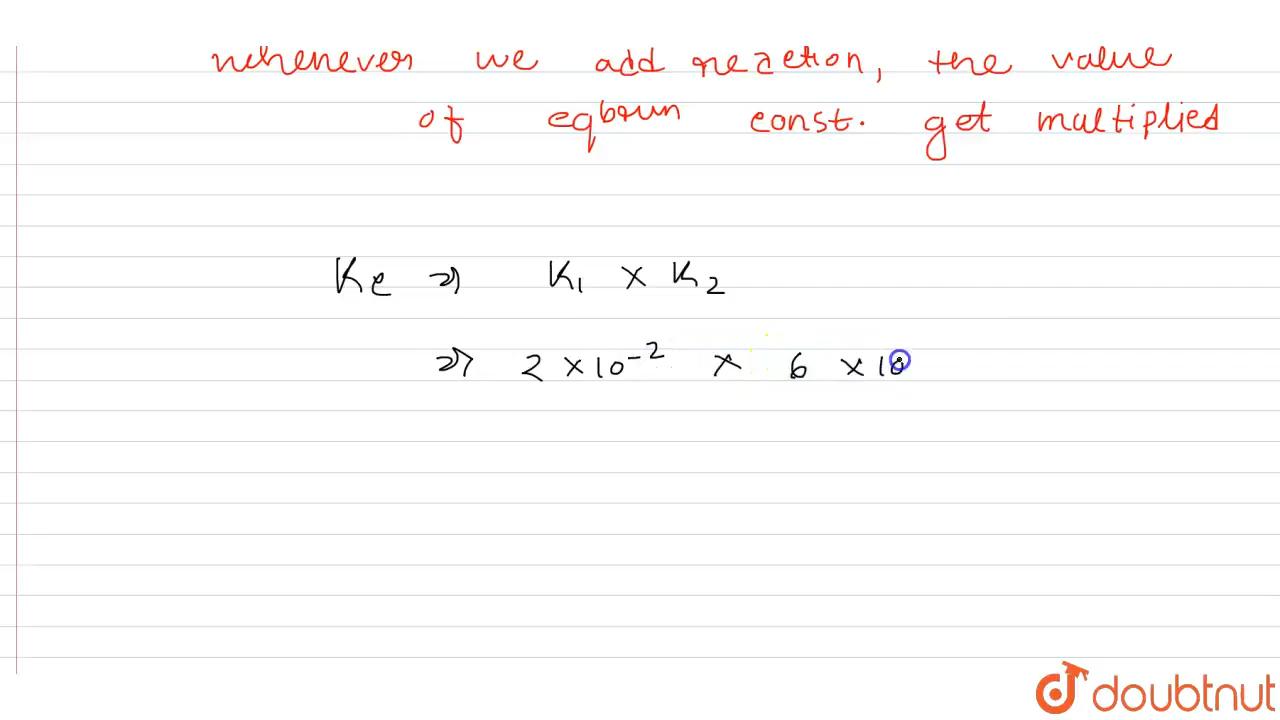 whenever we add reaction, the value
of eqbrum const. get multiplied
Kc ⇒ K₁ × K₂
⇒ 2 × 10⁻² × 6 × 10
doubtnut